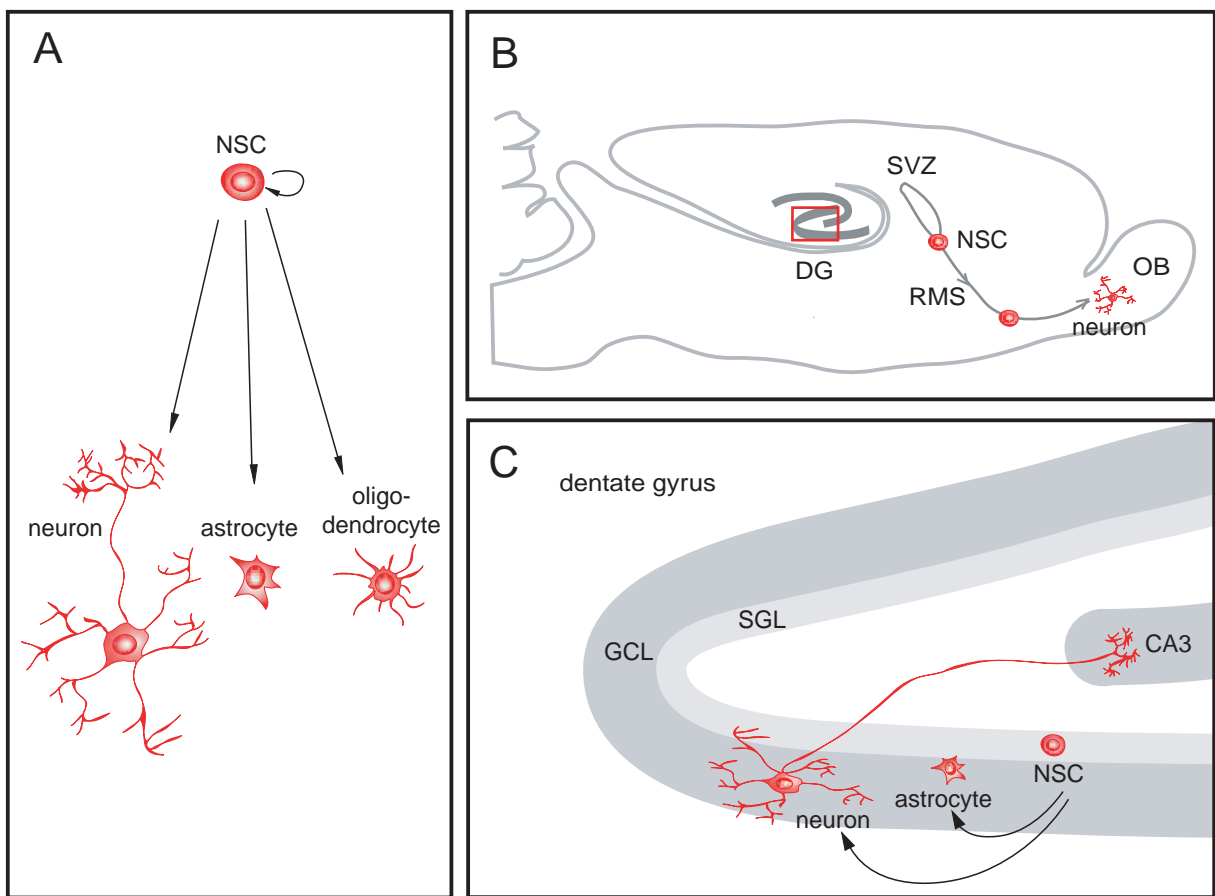 A
NSC
neuron
astrocyte
oligo-
dendrocyte
B
SVZ
NSC
DG
RMS
OB
neuron
C
dentate gyrus
SGL
GCL
CA3
NSC
astrocyte
neuron